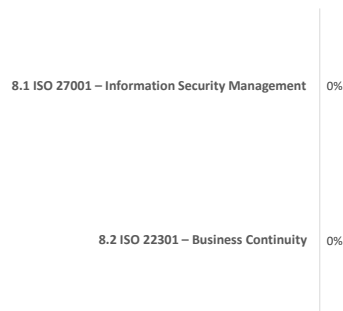 8.1 ISO 27001 – Information Security Management 0%
8.2 ISO 22301 – Business Continuity 0%